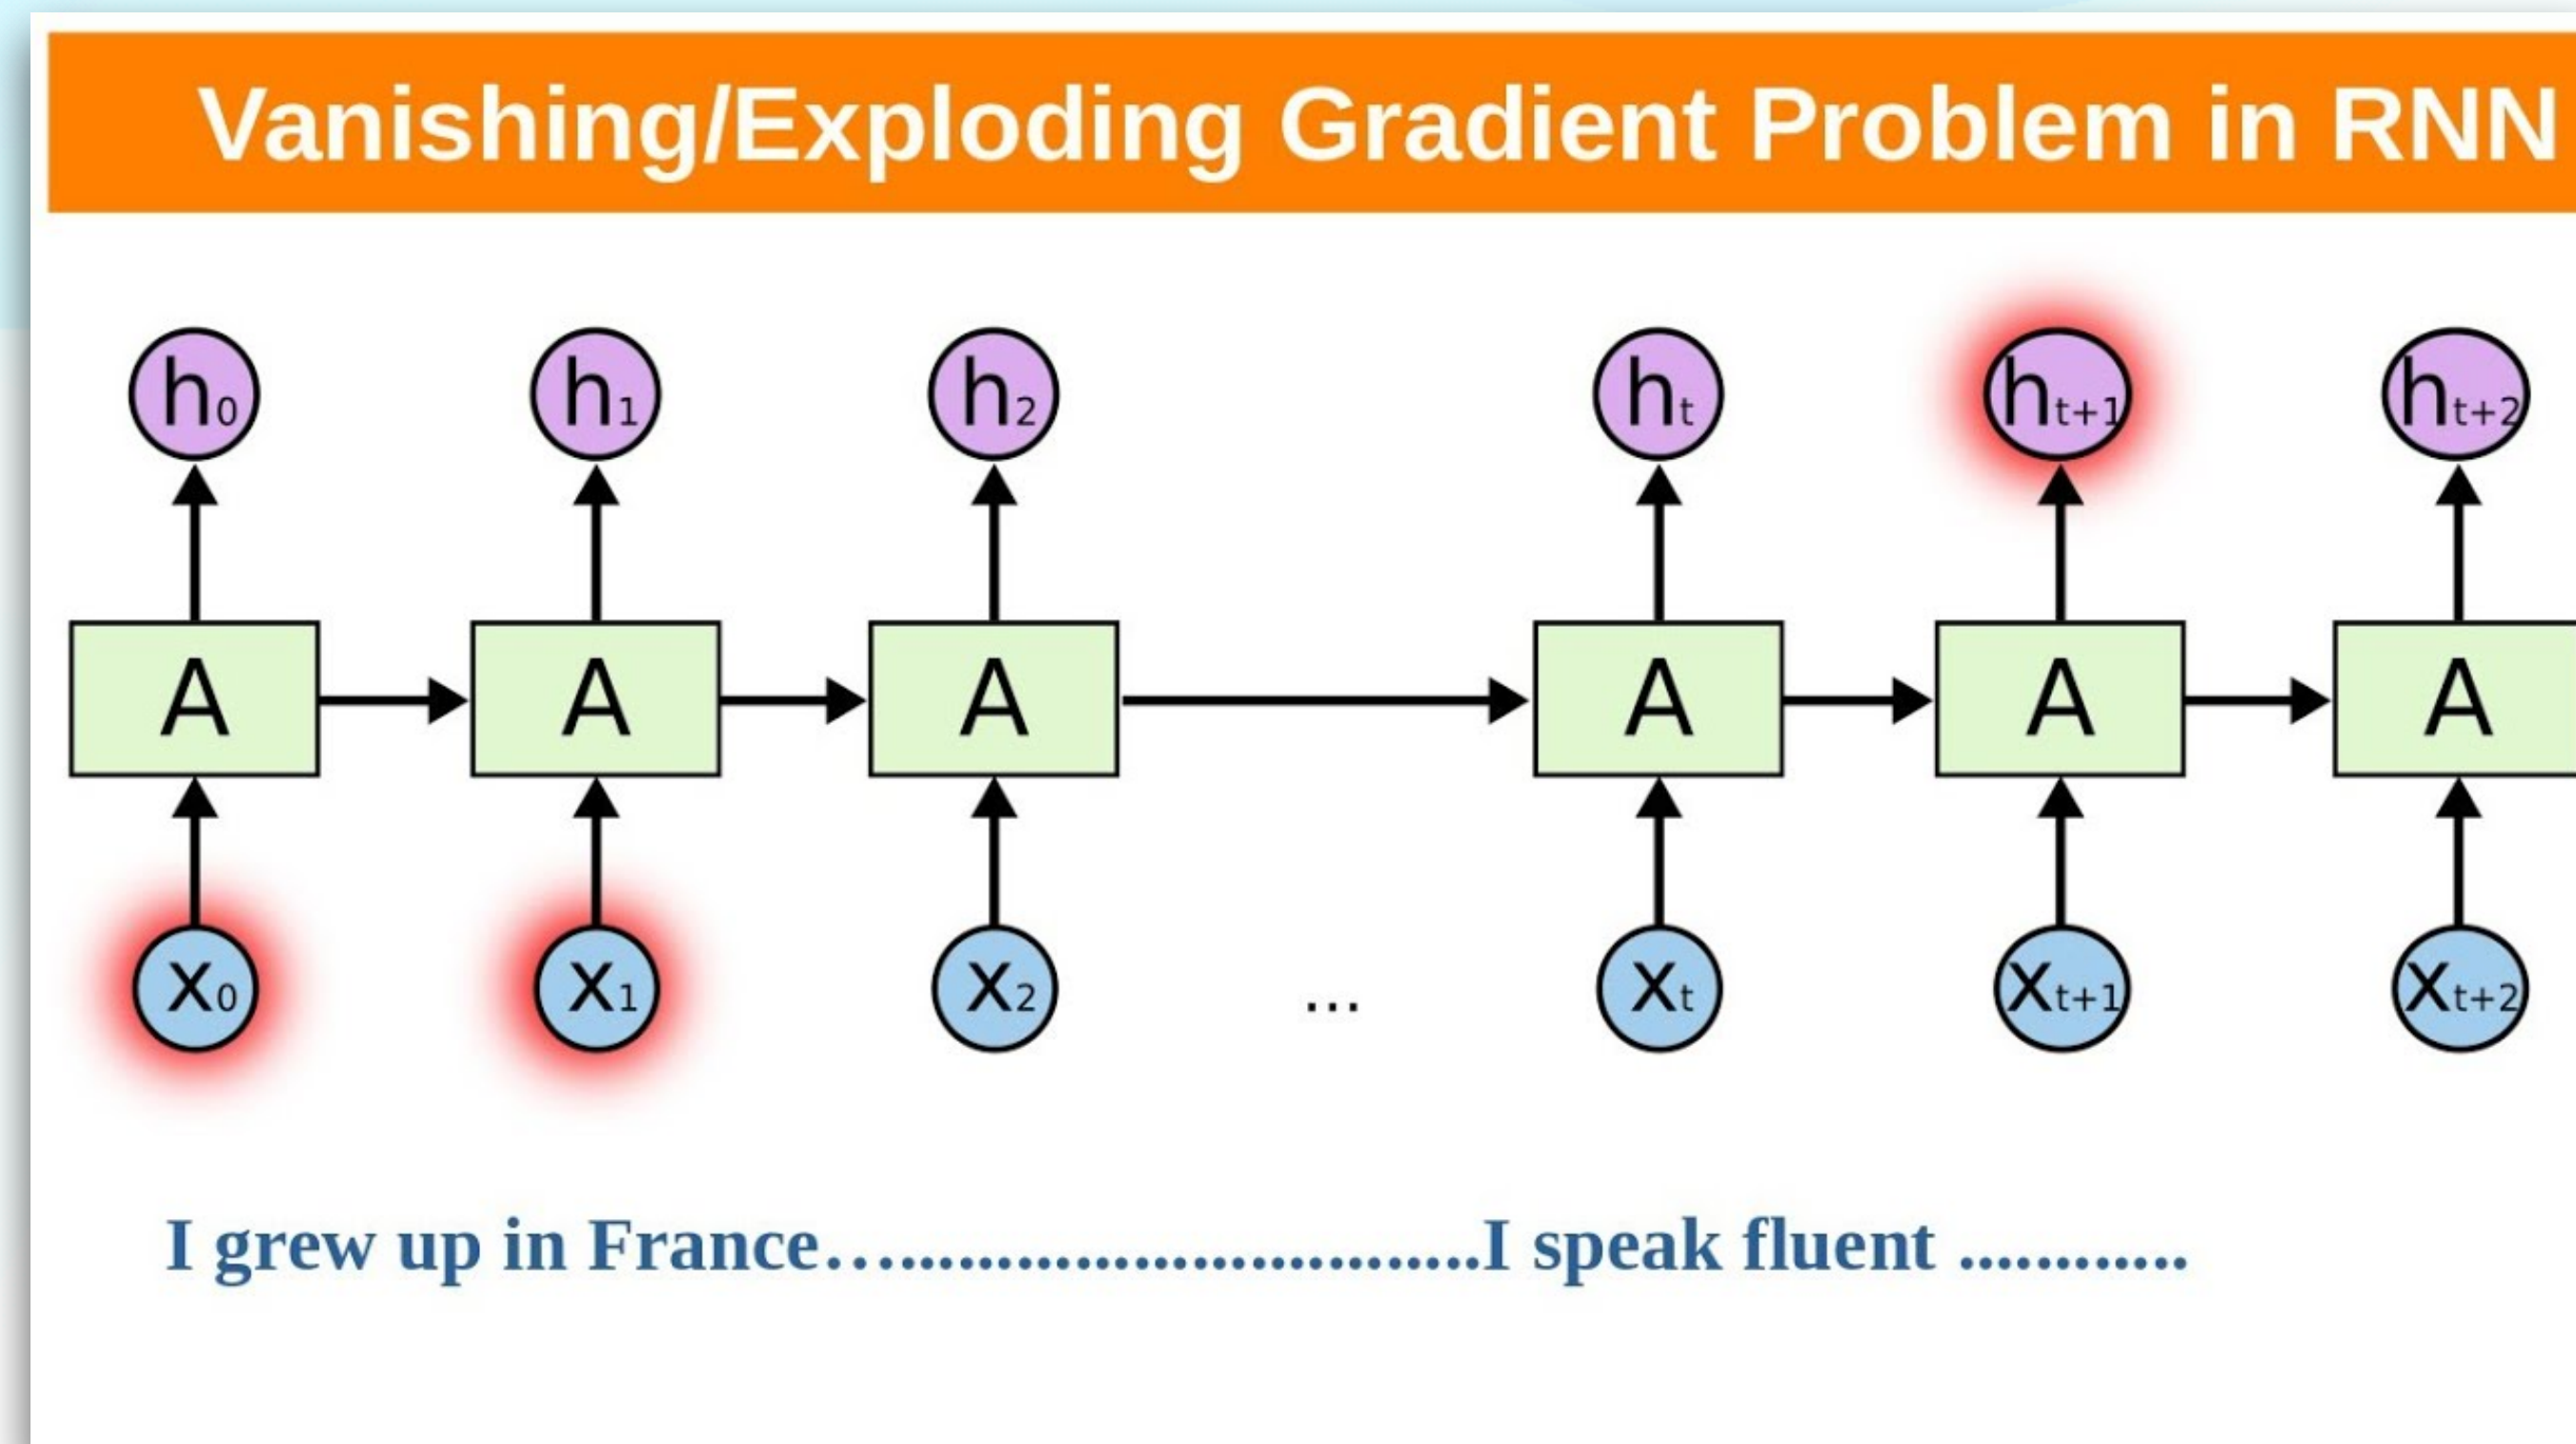 Vanishing/Exploding Gradient Problem in RNN
h0 h1 h2 ht ht+1 ht+2
A A A A A A
x0 x1 x2 ... xt xt+1 xt+2
I grew up in France…..............................I speak fluent ............